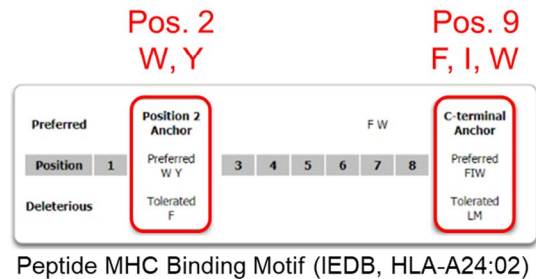 Pos. 2
W, Y
Pos. 9
F, I, W
Preferred
Position 2
Anchor
F W
C-terminal
Anchor
Position 1 Preferred
W Y 3 4 5 6 7 8 Preferred
FIW
Deleterious
Tolerated
F
Tolerated
LM
Peptide MHC Binding Motif (IEDB, HLA-A24:02)